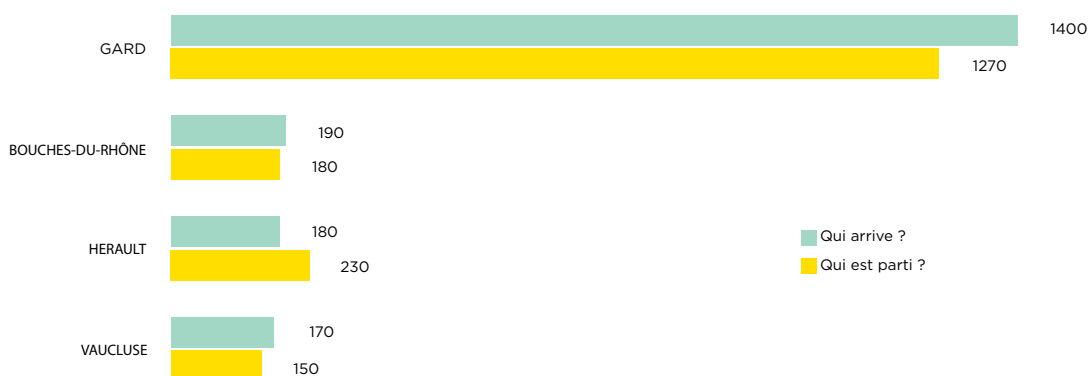 GARD
1400
1270
BOUCHES-DU-RHÔNE
190
180
HERAULT
180
230
Qui arrive ?
Qui est parti ?
VAUCLUSE
170
150